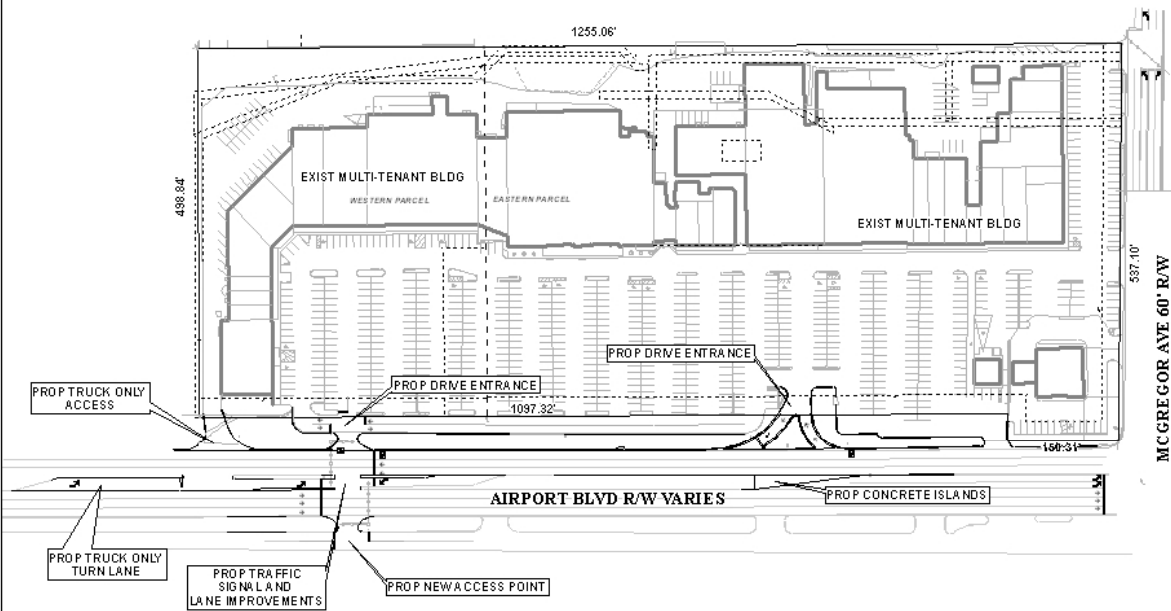 1255.06'
EXIST MULTI-TENANT BLDG
WESTERN PARCEL
EASTERN PARCEL
498.84'
EXIST MULTI-TENANT BLDG
537.10'
MCGREGOR AVE 60' R/W
PROP DRIVE ENTRANCE
PROP TRUCK ONLY
ACCESS
PROP DRIVE ENTRANCE
1097.32'
150.31'
AIRPORT BLVD R/W VARIES
PROP CONCRETE ISLANDS
PROP TRUCK ONLY
TURN LANE
PROP TRAFFIC
SIGNAL AND
LANE IMPROVEMENTS
PROP NEW ACCESS POINT